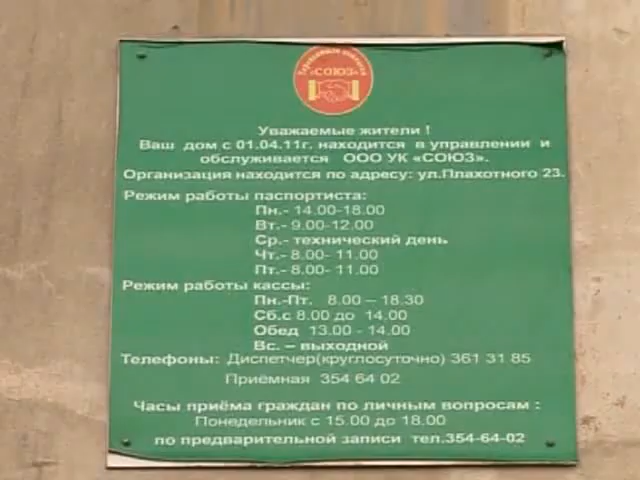 Управляющая компания
«СОЮЗ»
Уважаемые жители !
Ваш дом с 01.04.11г. находится в управлении и
обслуживается ООО УК «СОЮЗ».
Организация находится по адресу: ул.Плахотного 23.
Режим работы паспортиста:
Пн.- 14.00-18.00
Вт.- 9.00-12.00
Ср.- технический день
Чт.- 8.00- 11.00
Пт.- 8.00- 11.00
Режим работы кассы:
Пн.-Пт. 8.00 – 18.30
Сб.с 8.00 до 14.00
Обед 13.00 - 14.00
Вс. – выходной
Телефоны: Диспетчер(круглосуточно) 361 31 85
Приёмная 354 64 02
Часы приёма граждан по личным вопросам :
Понедельник с 15.00 до 18.00
по предварительной записи тел.354-64-02